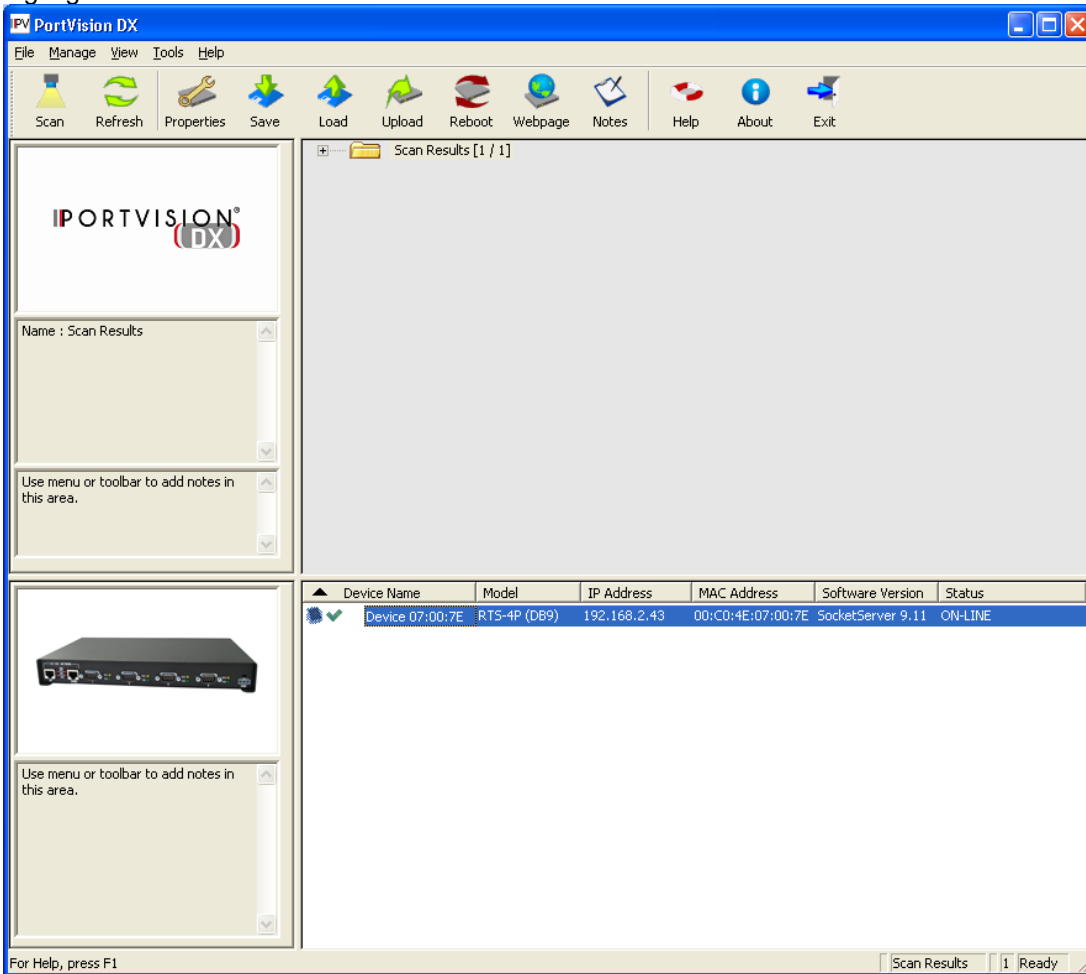 PV PortVision DX
File Manage View Tools Help
Scan Refresh Properties Save Load Upload Reboot Webpage Notes Help About Exit
Scan Results [1 / 1]
PORTVISION®
(DX)
Name : Scan Results
Use menu or toolbar to add notes in
this area.
Device Name Model IP Address MAC Address Software Version Status
Device 07:00:7E RTS-4P (DB9) 192.168.2.43 00:C0:4E:07:00:7E SocketServer 9.11 ON-LINE
Use menu or toolbar to add notes in
this area.
For Help, press F1 Scan Results 1 Ready